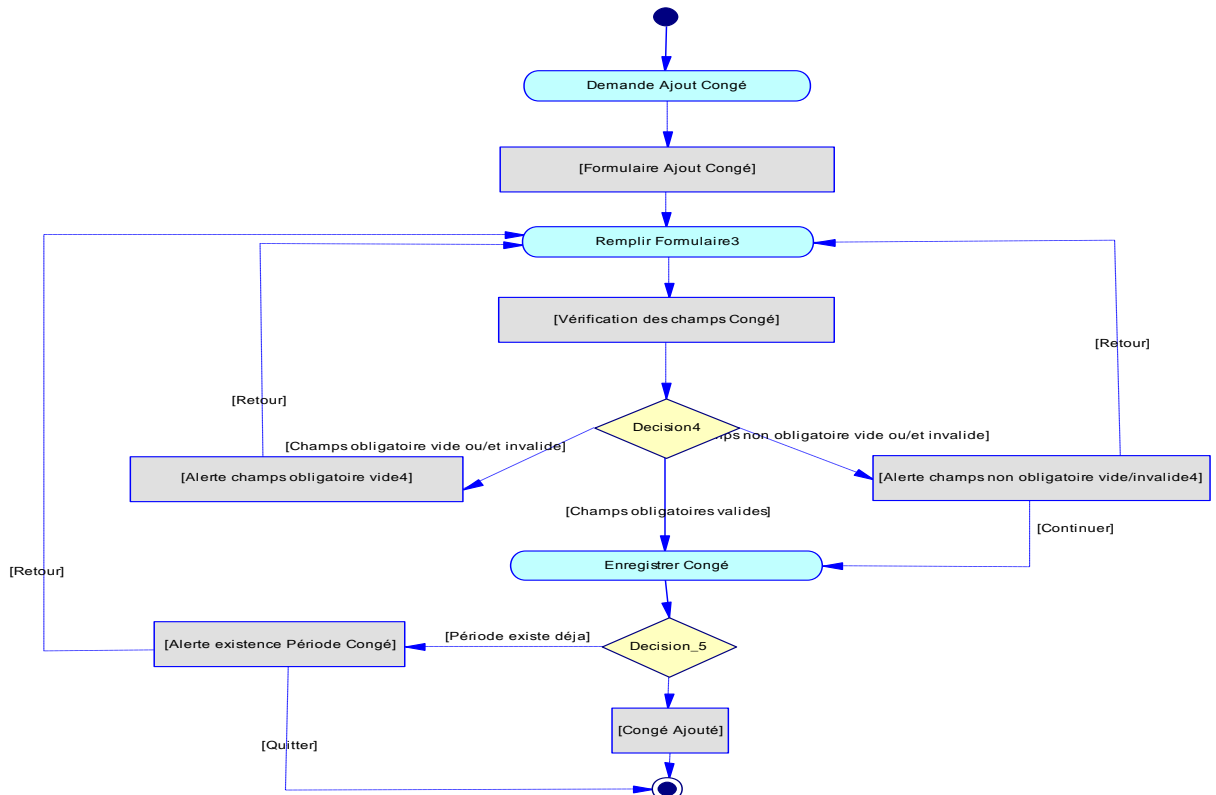 Demande Ajout Congé
[Formulaire Ajout Congé]
Remplir Formulaire3
[Vérification des champs Congé]
[Retour]
[Retour]
Decision4
[Champs obligatoire vide ou/et invalide]
non obligatoire vide ou/et invalide]
[Alerte champs obligatoire vide4]
[Alerte champs non obligatoire vide/invalide4]
[Champs obligatoires valides]
[Continuer]
Enregistrer Congé
[Retour]
[Période existe déja]
[Alerte existence Période Congé]
Decision_5
[Congé Ajouté]
[Quitter]